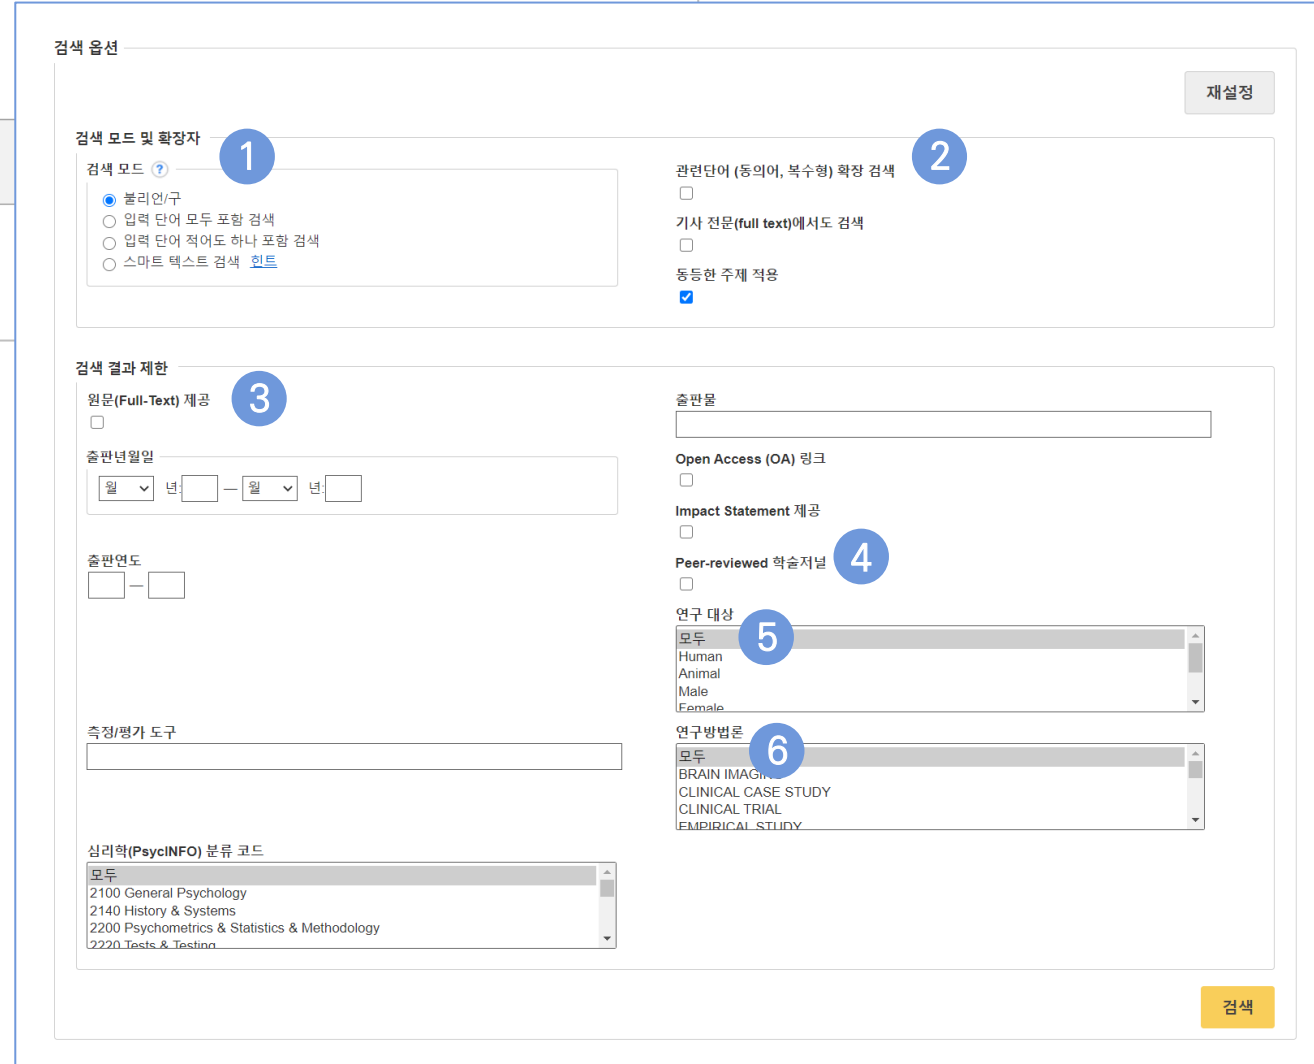 검색 옵션
재설정
검색 모드 및 확장자
1
검색 모드 ?
불리언/구
입력 단어 모두 포함 검색
입력 단어 적어도 하나 포함 검색
스마트 텍스트 검색 힌트
2
관련단어 (동의어, 복수형) 확장 검색
기사 전문(full text)에서도 검색
동등한 주제 적용
검색 결과 제한
원문(Full-Text) 제공
3
출판년월일
월 년: — 월 년:
출판연도
—
측정/평가 도구
심리학(PsycINFO) 분류 코드
모두
2100 General Psychology
2140 History & Systems
2200 Psychometrics & Statistics & Methodology
2220 Tests & Testing
출판물
Open Access (OA) 링크
Impact Statement 제공
Peer-reviewed 학술저널
4
연구 대상
5
모두
Human
Animal
Male
Female
연구방법론
6
모두
BRAIN IMAGING
CLINICAL CASE STUDY
CLINICAL TRIAL
EMPIRICAL STUDY
검색